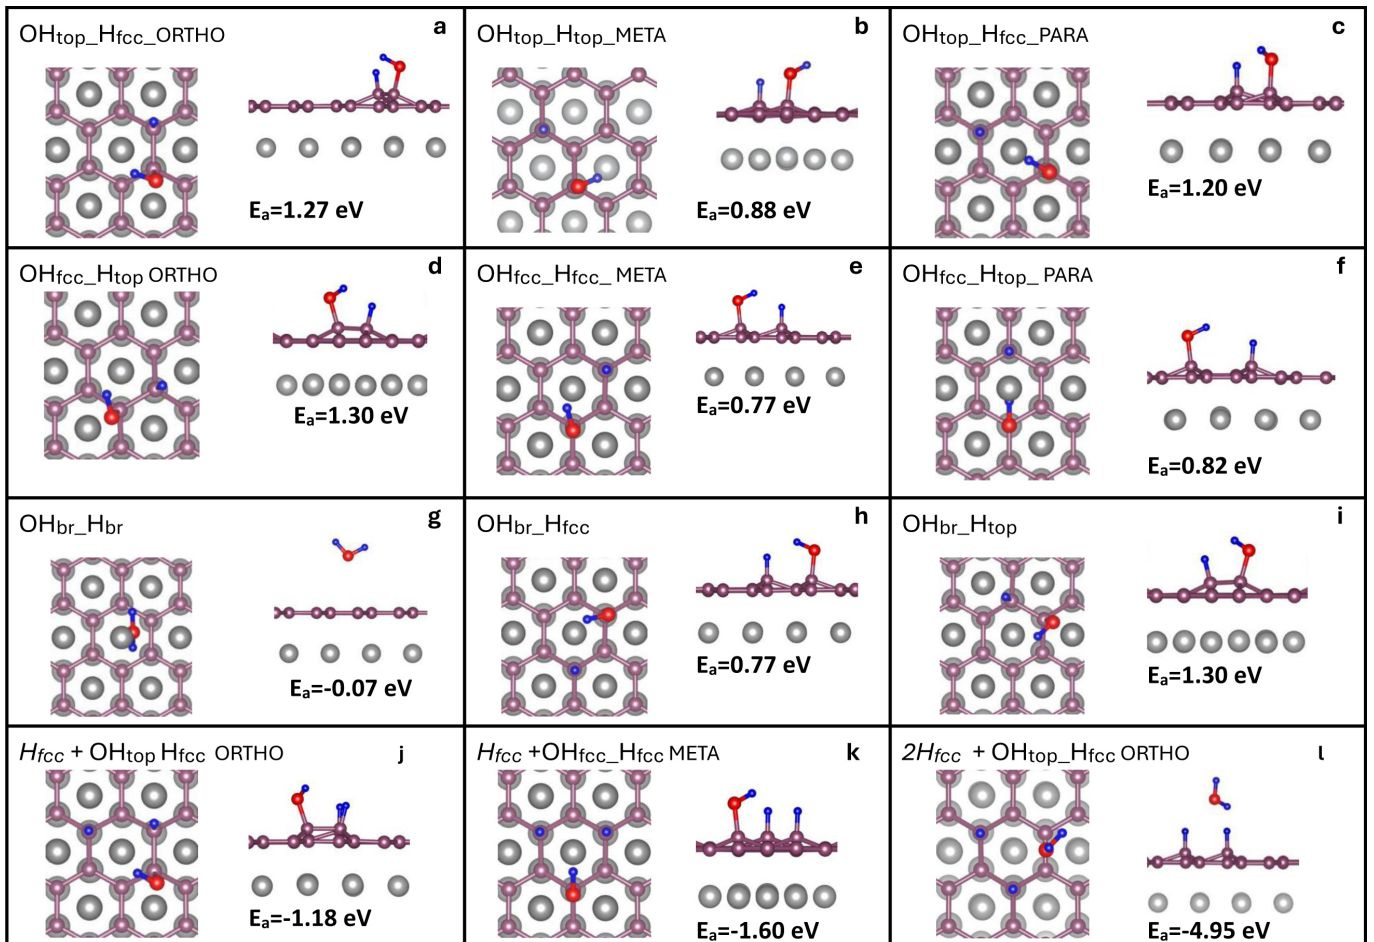 OHtop_Hfcc_ORTHO a
Eₐ=1.27 eV
OHtop_Htop_META b
Eₐ=0.88 eV
OHtop_Hfcc_PARA c
Eₐ=1.20 eV
OHfcc_Htop ORTHO d
Eₐ=1.30 eV
OHfcc_Hfcc_ META e
Eₐ=0.77 eV
OHfcc_Htop_ PARA f
Eₐ=0.82 eV
OHbr_Hbr g
Eₐ=-0.07 eV
OHbr_Hfcc h
Eₐ=0.77 eV
OHbr_Htop i
Eₐ=1.30 eV
Hfcc + OHtop Hfcc ORTHO j
Eₐ=-1.18 eV
Hfcc +OHfcc_Hfcc META k
Eₐ=-1.60 eV
2Hfcc + OHtop_Hfcc ORTHO l
Eₐ=-4.95 eV